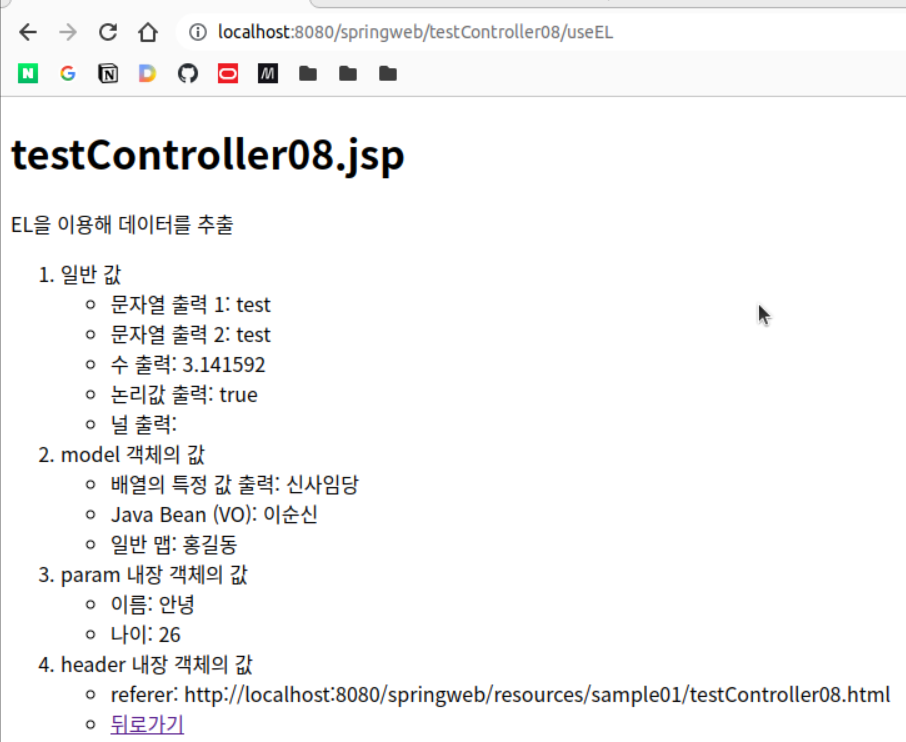 localhost:8080/springweb/testController08/useEL
N G N D M
testController08.jsp
EL을 이용해 데이터를 추출
1. 일반 값
문자열 출력 1: test
문자열 출력 2: test
수 출력: 3.141592
논리값 출력: true
널 출력:
2. model 객체의 값
배열의 특정 값 출력: 신사임당
Java Bean (VO): 이순신
일반 맵: 홍길동
3. param 내장 객체의 값
이름: 안녕
나이: 26
4. header 내장 객체의 값
referer: http://localhost:8080/springweb/resources/sample01/testController08.html
뒤로가기